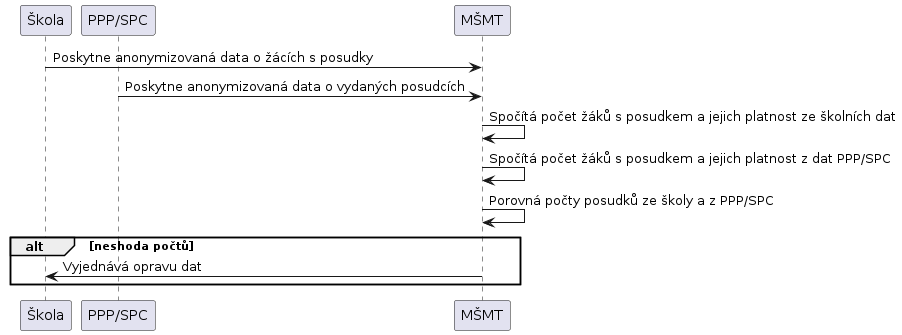 Škola PPP/SPC MŠMT
Poskytne anonymizovaná data o žácích s posudky
Poskytne anonymizovaná data o vydaných posudcích
Spočítá počet žáků s posudkem a jejich platnost ze školních dat
Spočítá počet žáků s posudkem a jejich platnost z dat PPP/SPC
Porovná počty posudků ze školy a z PPP/SPC
alt [neshoda počtů]
Vyjednává opravu dat
Škola PPP/SPC MŠMT